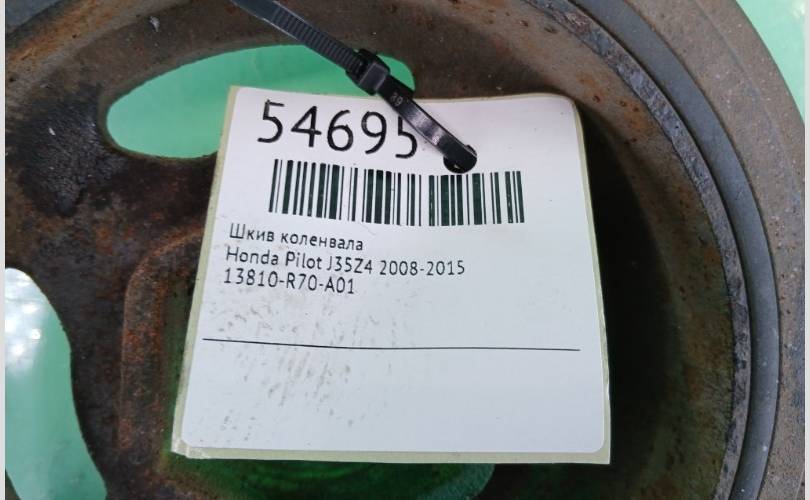 54695
Шкив коленвала
Honda Pilot J35Z4 2008-2015
13810-R70-A01